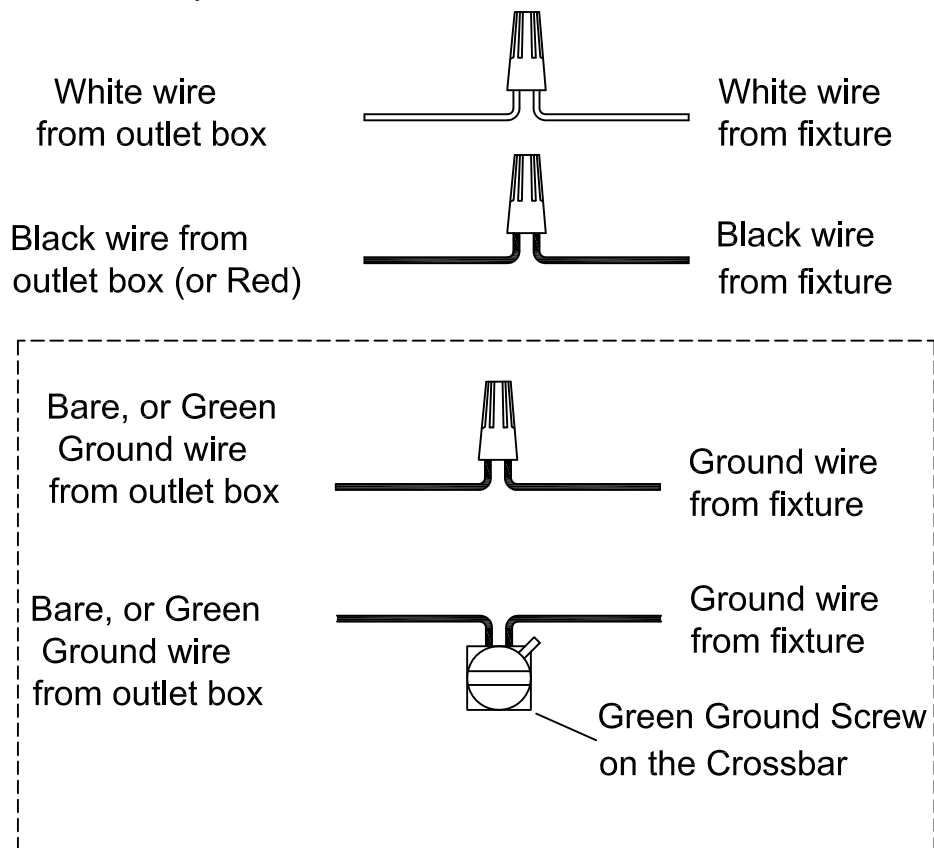 White wire
from outlet box
White wire
from fixture
Black wire from
outlet box (or Red)
Black wire
from fixture
Bare, or Green
Ground wire
from outlet box
Ground wire
from fixture
Bare, or Green
Ground wire
from outlet box
Ground wire
from fixture
Green Ground Screw
on the Crossbar